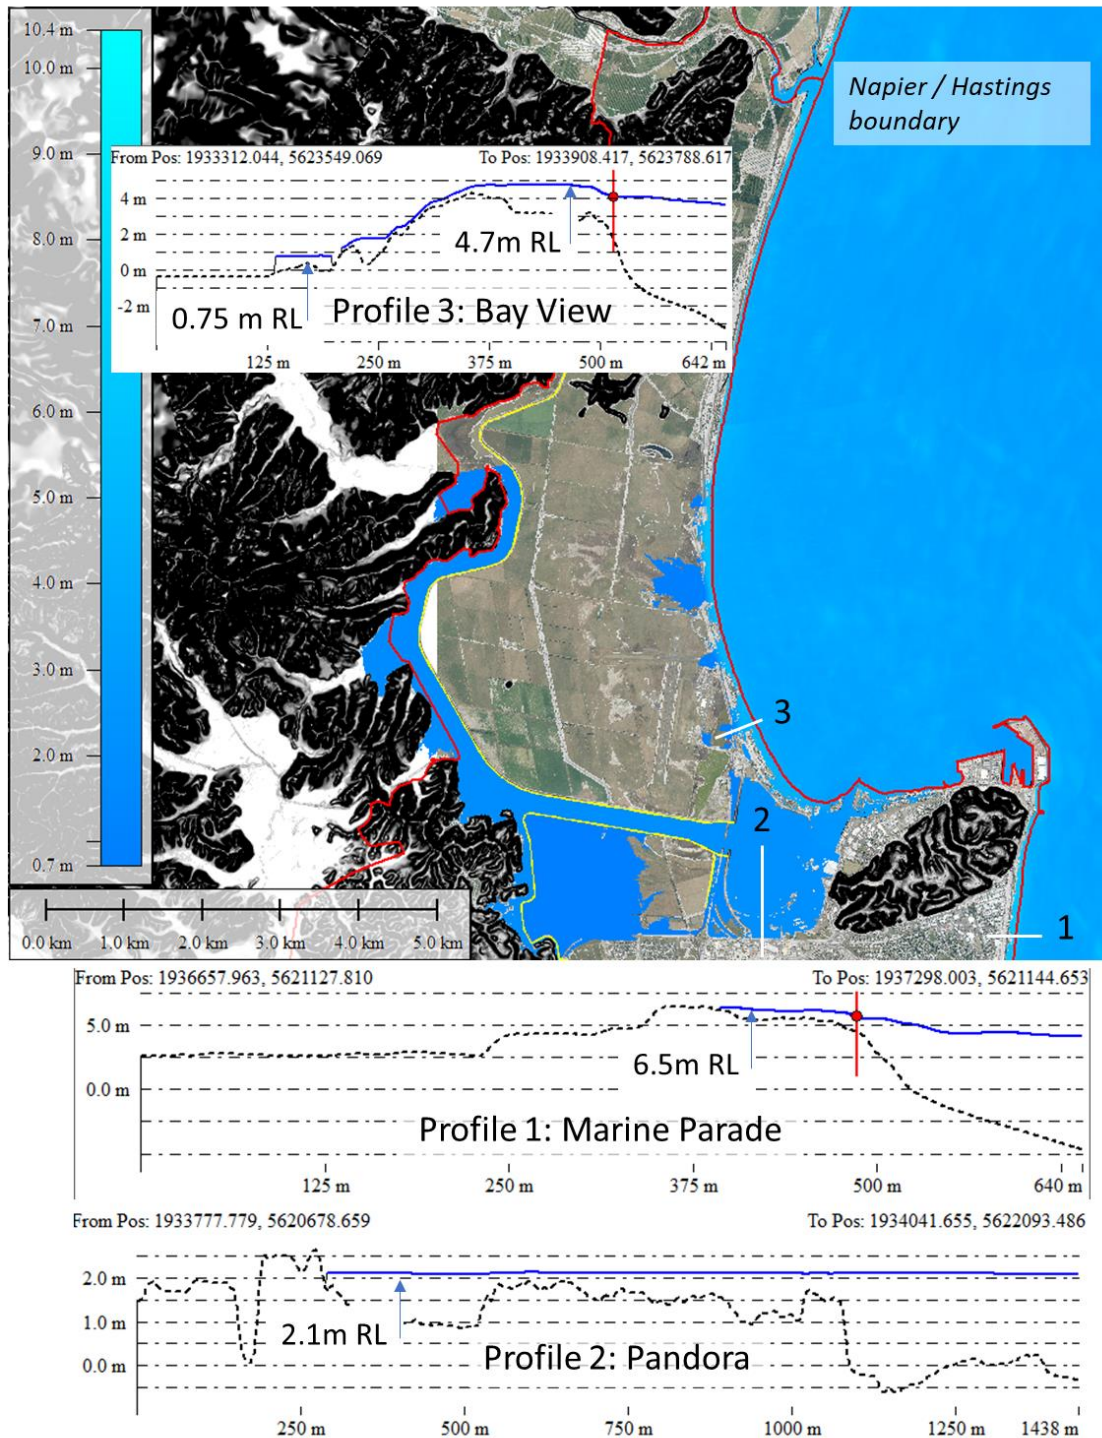 10.4 m
10.0 m
9.0 m
8.0 m
7.0 m
6.0 m
5.0 m
4.0 m
3.0 m
2.0 m
0.7 m
0.0 km 1.0 km 2.0 km 3.0 km 4.0 km 5.0 km
Napier / Hastings
boundary
From Pos: 1933312.044, 5623549.069 To Pos: 1933908.417, 5623788.617
4 m
2 m
0 m
-2 m
4.7m RL
0.75 m RL
Profile 3: Bay View
125 m 250 m 375 m 500 m 642 m
3
2
1
From Pos: 1936657.963, 5621127.810 To Pos: 1937298.003, 5621144.653
5.0 m
0.0 m
6.5m RL
Profile 1: Marine Parade
125 m 250 m 375 m 500 m 640 m
From Pos: 1933777.779, 5620678.659 To Pos: 1934041.655, 5622093.486
2.0 m
1.0 m
0.0 m
2.1m RL
Profile 2: Pandora
250 m 500 m 750 m 1000 m 1250 m 1438 m